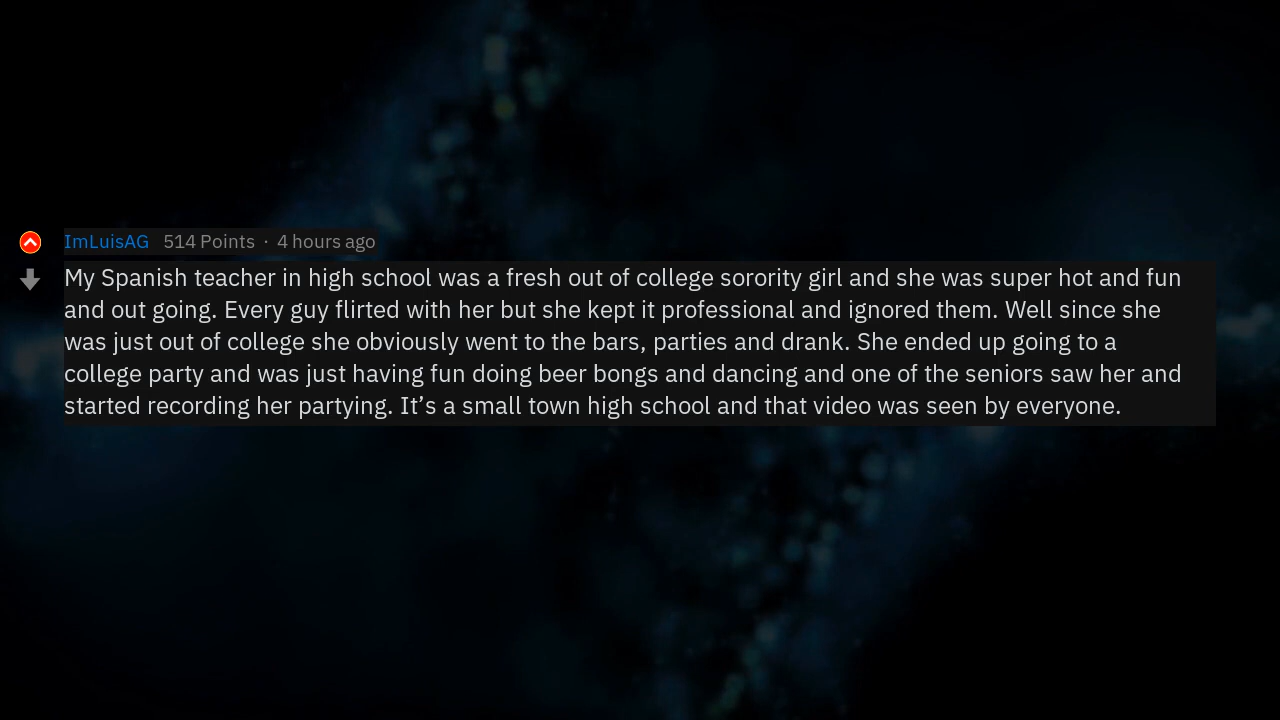 ImLuisAG 514 Points · 4 hours ago
My Spanish teacher in high school was a fresh out of college sorority girl and she was super hot and fun
and out going. Every guy flirted with her but she kept it professional and ignored them. Well since she
was just out of college she obviously went to the bars, parties and drank. She ended up going to a
college party and was just having fun doing beer bongs and dancing and one of the seniors saw her and
started recording her partying. It’s a small town high school and that video was seen by everyone.